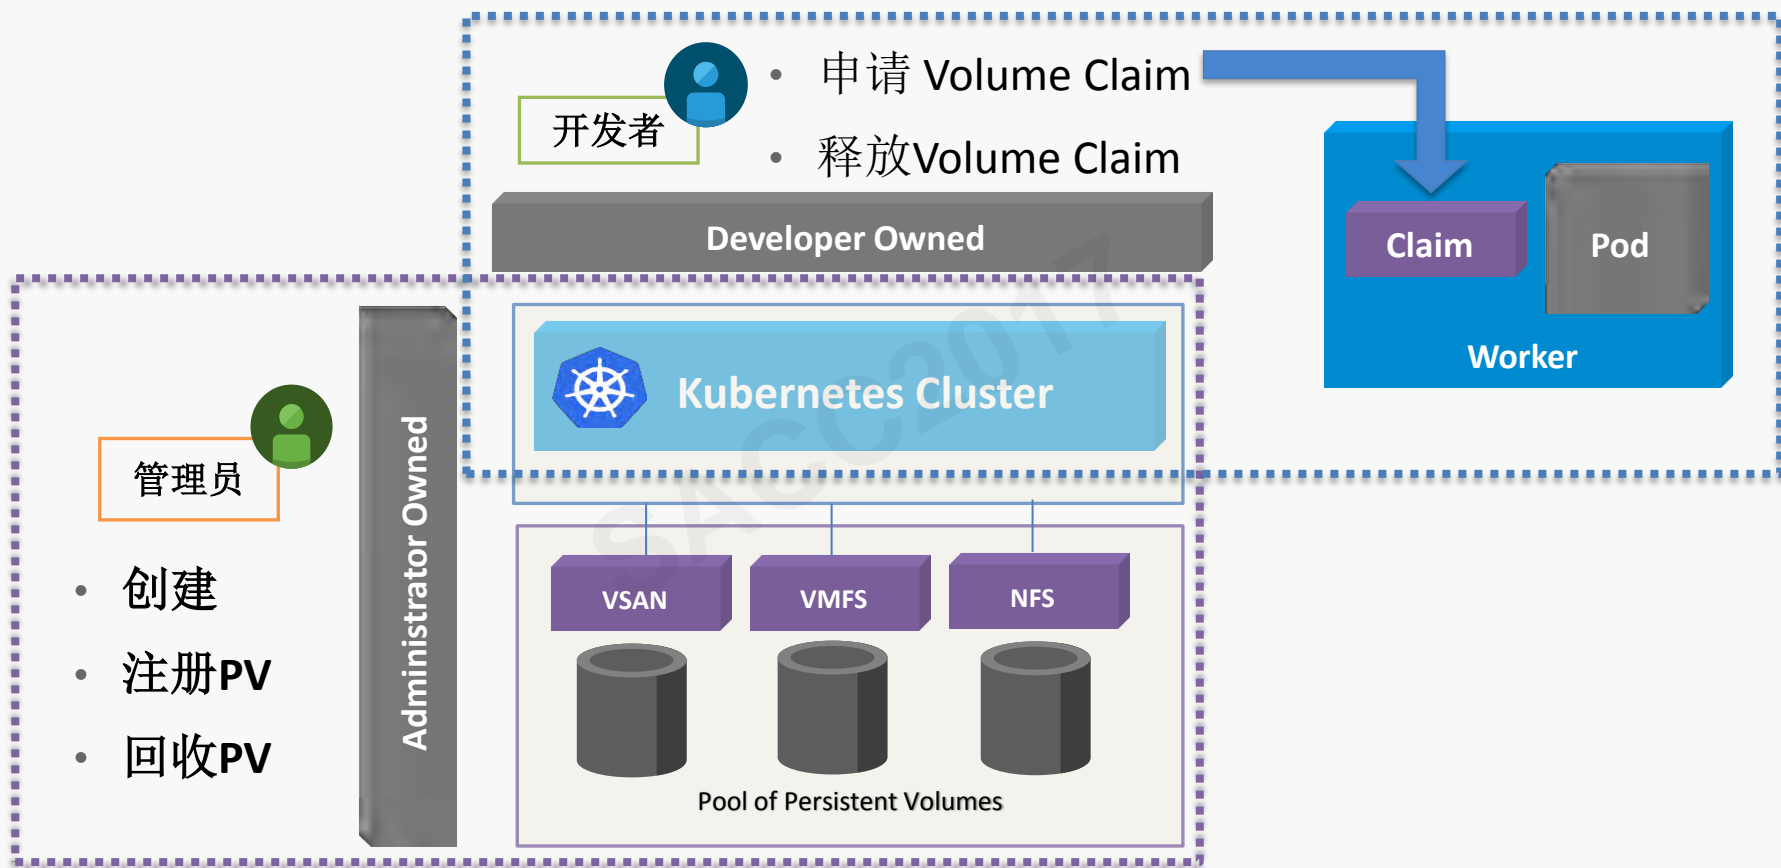 申请 Volume Claim
开发者
释放Volume Claim
Developer Owned
Claim
Pod
Worker
Kubernetes Cluster
管理员
Administrator Owned
创建
注册PV
回收PV
VSAN
VMFS
NFS
Pool of Persistent Volumes
SACC2017